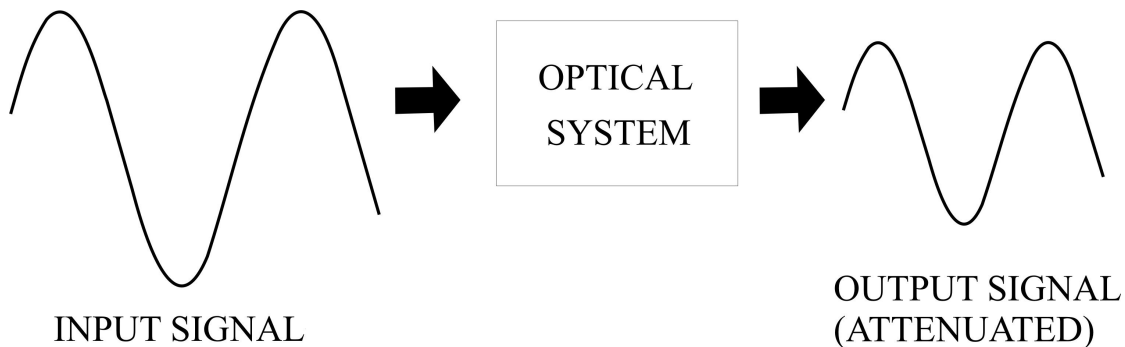 OPTICAL
SYSTEM
INPUT SIGNAL
OUTPUT SIGNAL
(ATTENUATED)